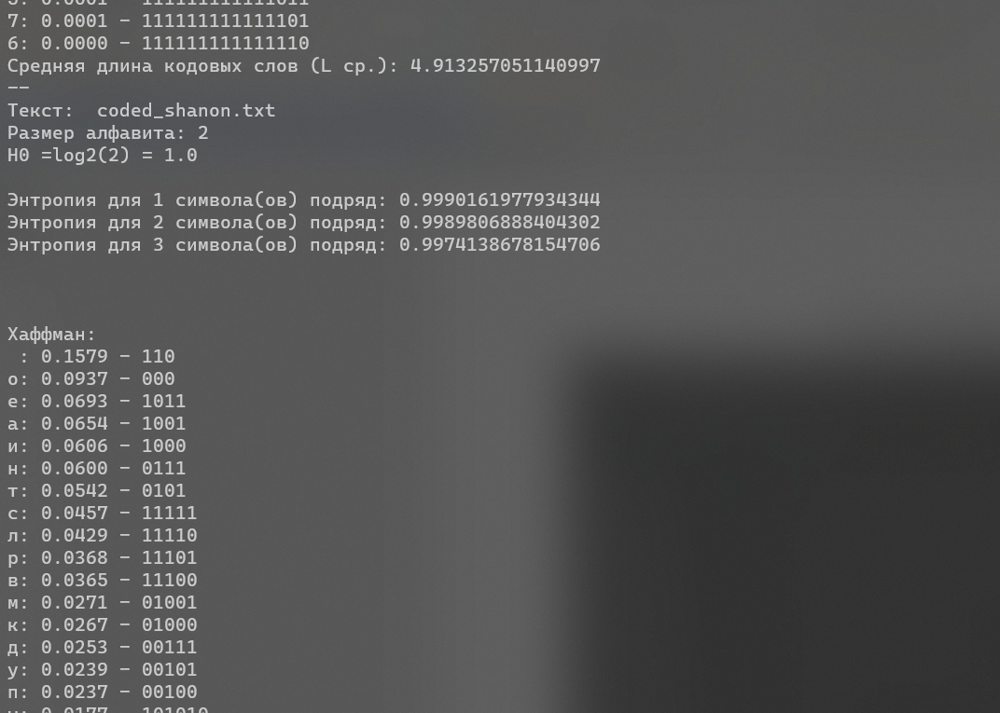 7: 0.0001 - 111111111111101
6: 0.0000 - 111111111111110
Средняя длина кодовых слов (L ср.): 4.913257051140997
--
Текст:  coded_shanon.txt
Размер алфавита: 2
H0 =log2(2) = 1.0
Энтропия для 1 символа(ов) подряд: 0.9990161977934344
Энтропия для 2 символа(ов) подряд: 0.9989806888404302
Энтропия для 3 символа(ов) подряд: 0.9974138678154706
Хаффман:
 : 0.1579 - 110
о: 0.0937 - 000
е: 0.0693 - 1011
а: 0.0654 - 1001
и: 0.0606 - 1000
н: 0.0600 - 0111
т: 0.0542 - 0101
с: 0.0457 - 11111
л: 0.0429 - 11110
р: 0.0368 - 11101
в: 0.0365 - 11100
м: 0.0271 - 01001
к: 0.0267 - 01000
д: 0.0253 - 00111
у: 0.0239 - 00101
п: 0.0237 - 00100